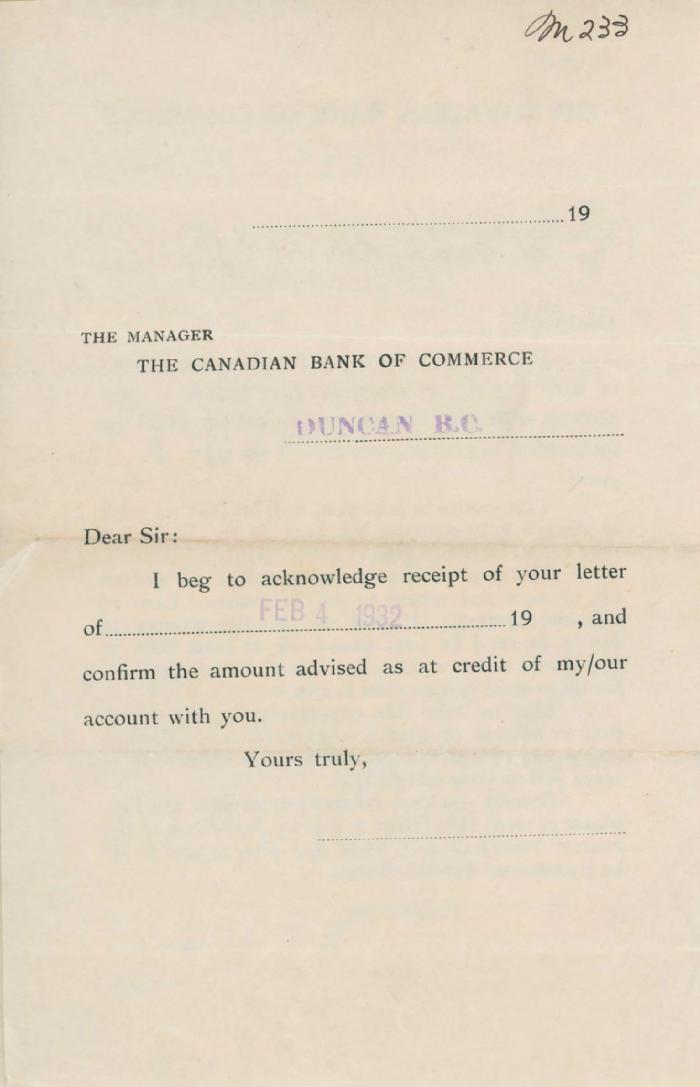 M 233
19
THE MANAGER
THE CANADIAN BANK OF COMMERCE
DUNCAN B.C.
Dear Sir:
I beg to acknowledge receipt of your letter
of FEB 4 1932 19 , and
confirm the amount advised as at credit of my/our
account with you.
Yours truly,